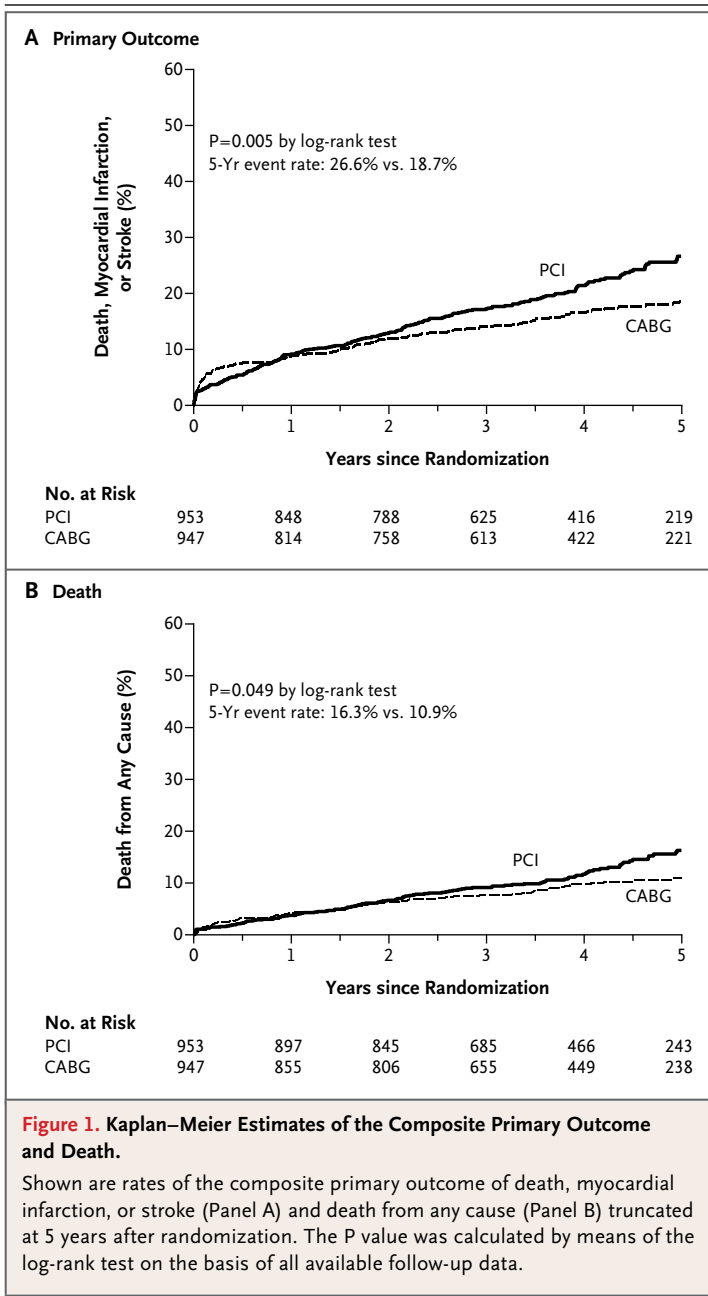 A Primary Outcome
60
50
40
30
20
10
0
Death, Myocardial Infarction,
or Stroke (%)
P=0.005 by log-rank test
5-Yr event rate: 26.6% vs. 18.7%
PCI
CABG
0 1 2 3 4 5
Years since Randomization
No. at Risk
PCI 953 848 788 625 416 219
CABG 947 814 758 613 422 221
B Death
60
50
40
30
20
10
0
Death from Any Cause (%)
P=0.049 by log-rank test
5-Yr event rate: 16.3% vs. 10.9%
PCI
CABG
0 1 2 3 4 5
Years since Randomization
No. at Risk
PCI 953 897 845 685 466 243
CABG 947 855 806 655 449 238
Figure 1. Kaplan–Meier Estimates of the Composite Primary Outcome
and Death.
Shown are rates of the composite primary outcome of death, myocardial
infarction, or stroke (Panel A) and death from any cause (Panel B) truncated
at 5 years after randomization. The P value was calculated by means of the
log-rank test on the basis of all available follow-up data.